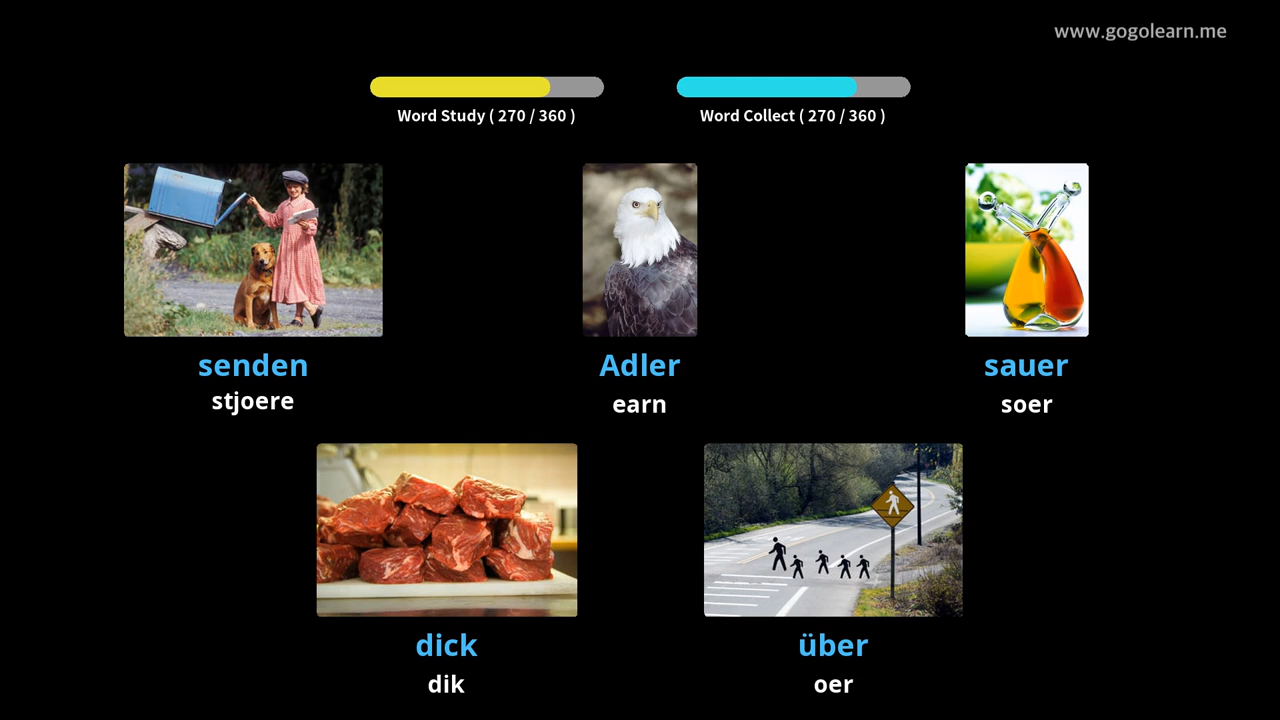 www.gogolearn.me
Word Study ( 270 / 360 )
Word Collect ( 270 / 360 )
senden
stjoere
Adler
earn
sauer
soer
dick
dik
über
oer